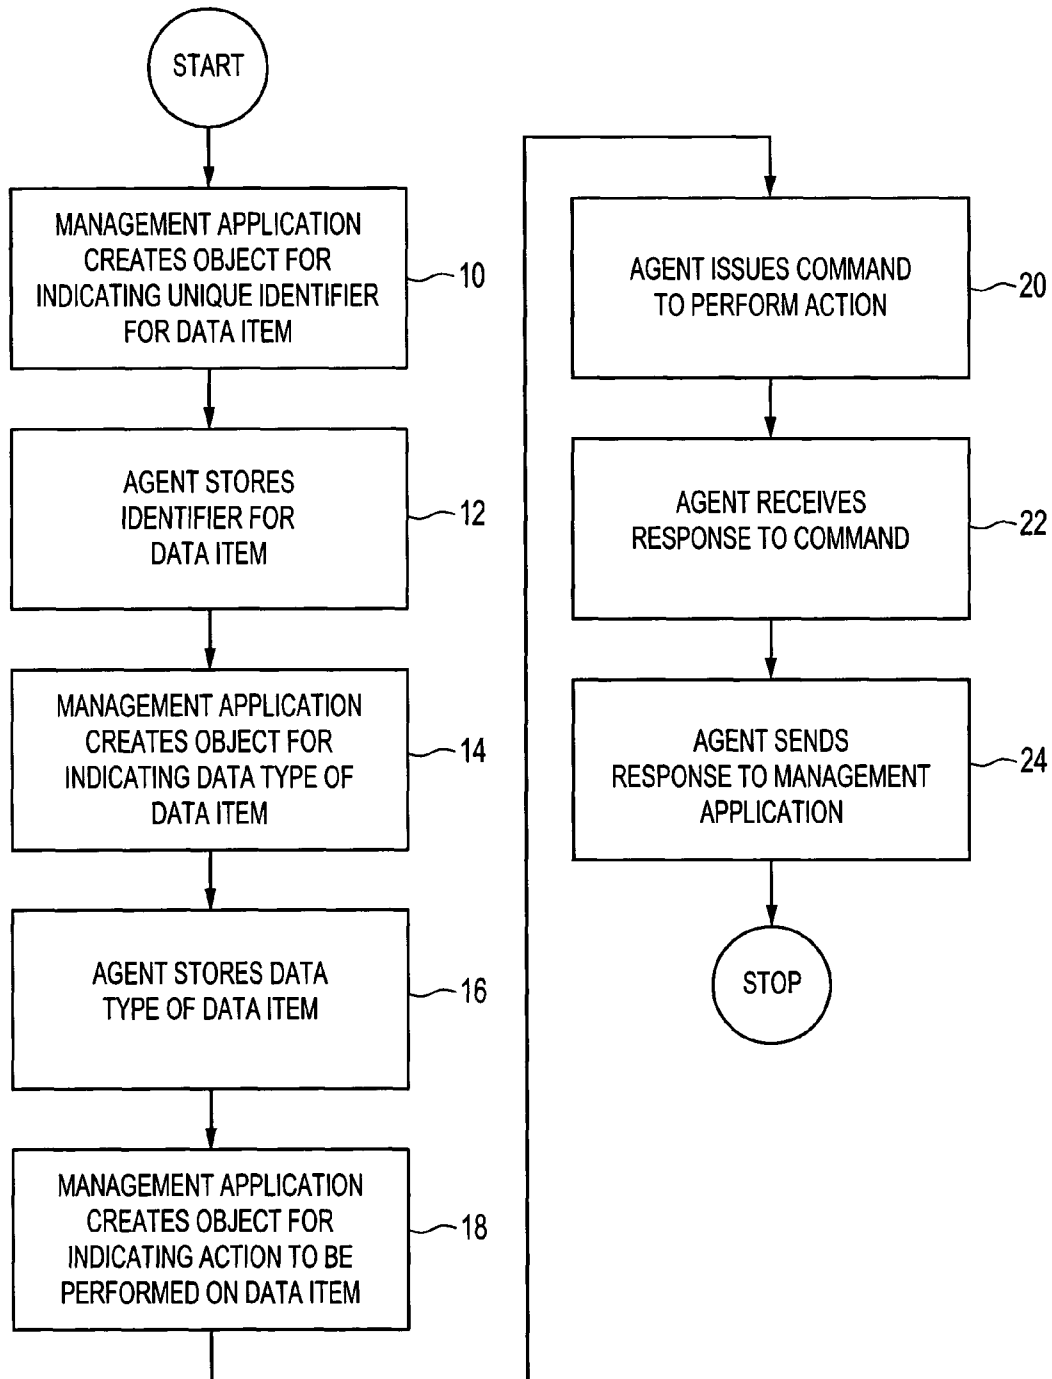 START
MANAGEMENT APPLICATION
CREATES OBJECT FOR
INDICATING UNIQUE IDENTIFIER
FOR DATA ITEM
10
AGENT STORES
IDENTIFIER FOR
DATA ITEM
12
MANAGEMENT APPLICATION
CREATES OBJECT FOR
INDICATING DATA TYPE OF
DATA ITEM
14
AGENT STORES DATA
TYPE OF DATA ITEM
16
MANAGEMENT APPLICATION
CREATES OBJECT FOR
INDICATING ACTION TO BE
PERFORMED ON DATA ITEM
18
AGENT ISSUES COMMAND
TO PERFORM ACTION
20
AGENT RECEIVES
RESPONSE TO COMMAND
22
AGENT SENDS
RESPONSE TO MANAGEMENT
APPLICATION
24
STOP